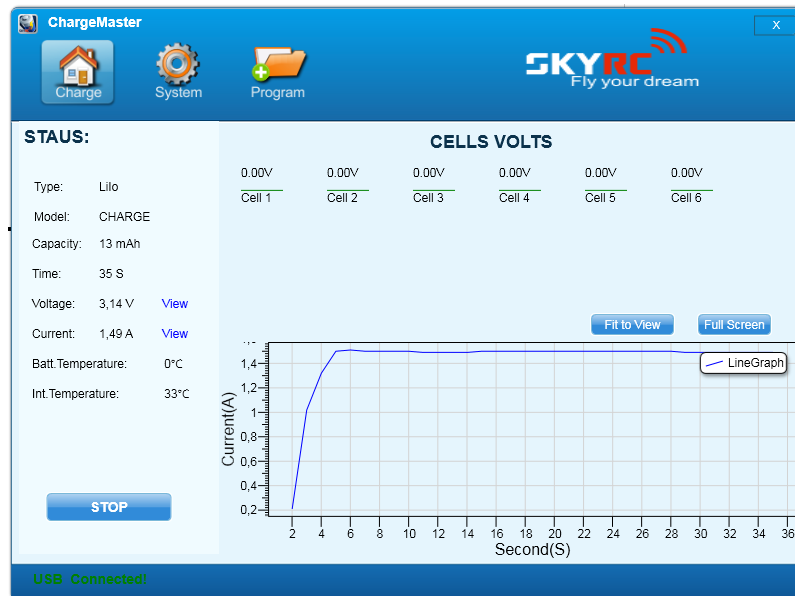 ChargeMaster
X
Charge
System
Program
SKYRC
Fly your dream
STAUS:
CELLS VOLTS
0.00V 0.00V 0.00V 0.00V 0.00V 0.00V
Cell 1 Cell 2 Cell 3 Cell 4 Cell 5 Cell 6
Type: Lilo
Model: CHARGE
Capacity: 13 mAh
Time: 35 S
Voltage: 3,14 V View
Current: 1,49 A View
Batt.Temperature: 0°C
Int.Temperature: 33°C
STOP
Fit to View
Full Screen
LineGraph
Current(A)
1,4
1,2
1
0,8
0,6
0,4
0,2
2 4 6 8 10 12 14 16 18 20 22 24 26 28 30 32 34 36
Second(S)
USB Connected!